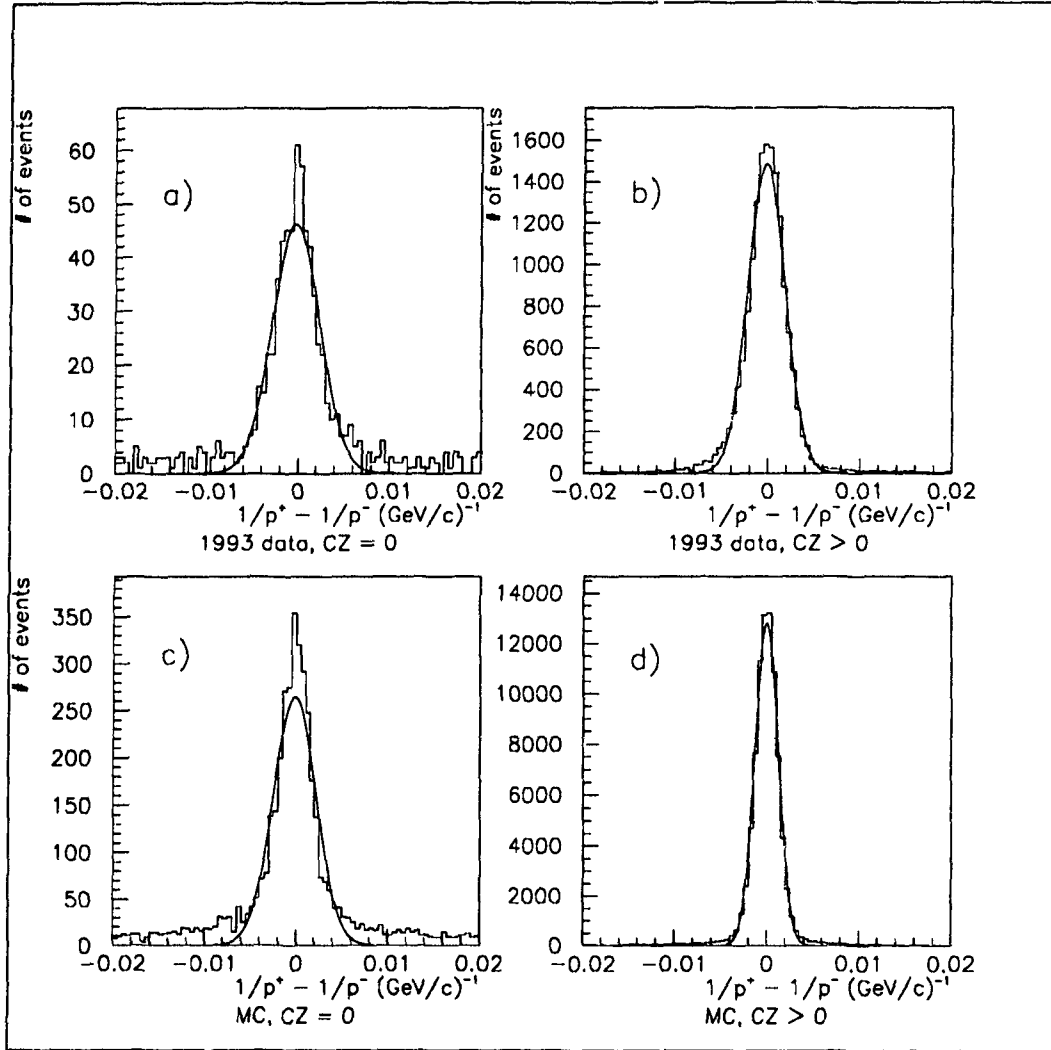 # of events
60
50
40
30
20
10
0
a)
−0.02 −0.01 0 0.01 0.02
1/p⁺ − 1/p⁻ (GeV/c)⁻¹
1993 data, CZ = 0
# of events
1600
1400
1200
1000
800
600
400
200
0
b)
−0.02 −0.01 0 0.01 0.02
1/p⁺ − 1/p⁻ (GeV/c)⁻¹
1993 data, CZ > 0
# of events
350
300
250
200
150
100
50
0
c)
−0.02 −0.01 0 0.01 0.02
1/p⁺ − 1/p⁻ (GeV/c)⁻¹
MC, CZ = 0
14000
12000
10000
8000
6000
4000
2000
0
d)
−0.02 −0.01 0 0.01 0.02
1/p⁺ − 1/p⁻ (GeV/c)⁻¹
MC, CZ > 0